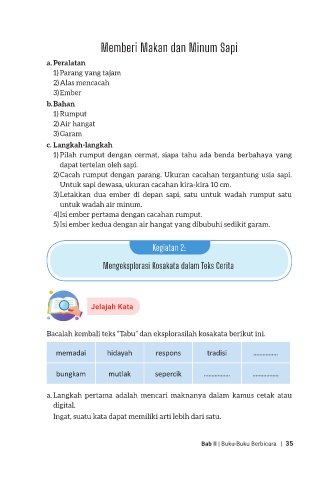 Memberi Makan dan Minum Sapi
a. Peralatan
1) Parang yang tajam
2) Alas mencacah
3) Ember
b. Bahan
1) Rumput
2) Air hangat
3) Garam
c. Langkah-langkah
1) Pilah rumput dengan cermat, siapa tahu ada benda berbahaya yang
dapat tertelan oleh sapi.
2) Cacah rumput dengan parang. Ukuran cacahan tergantung usia sapi.
Untuk sapi dewasa, ukuran cacahan kira-kira 10 cm.
3) Letakkan dua ember di depan sapi, satu untuk wadah rumput satu
untuk wadah air minum.
4) Isi ember pertama dengan cacahan rumput.
5) Isi ember kedua dengan air hangat yang dibubuhi sedikit garam.
Kegiatan 2:
Mengeksplorasi Kosakata dalam Teks Cerita
Jelajah Kata
Bacalah kembali teks “Tabu” dan eksplorasilah kosakata berikut ini.
memadai hidayah respons tradisi ..............
bungkam mutlak sepercik .............. ..............
a. Langkah pertama adalah mencari maknanya dalam kamus cetak atau
digital.
Ingat, suatu kata dapat memiliki arti lebih dari satu.
Bab II | Buku-Buku Berbicara | 35